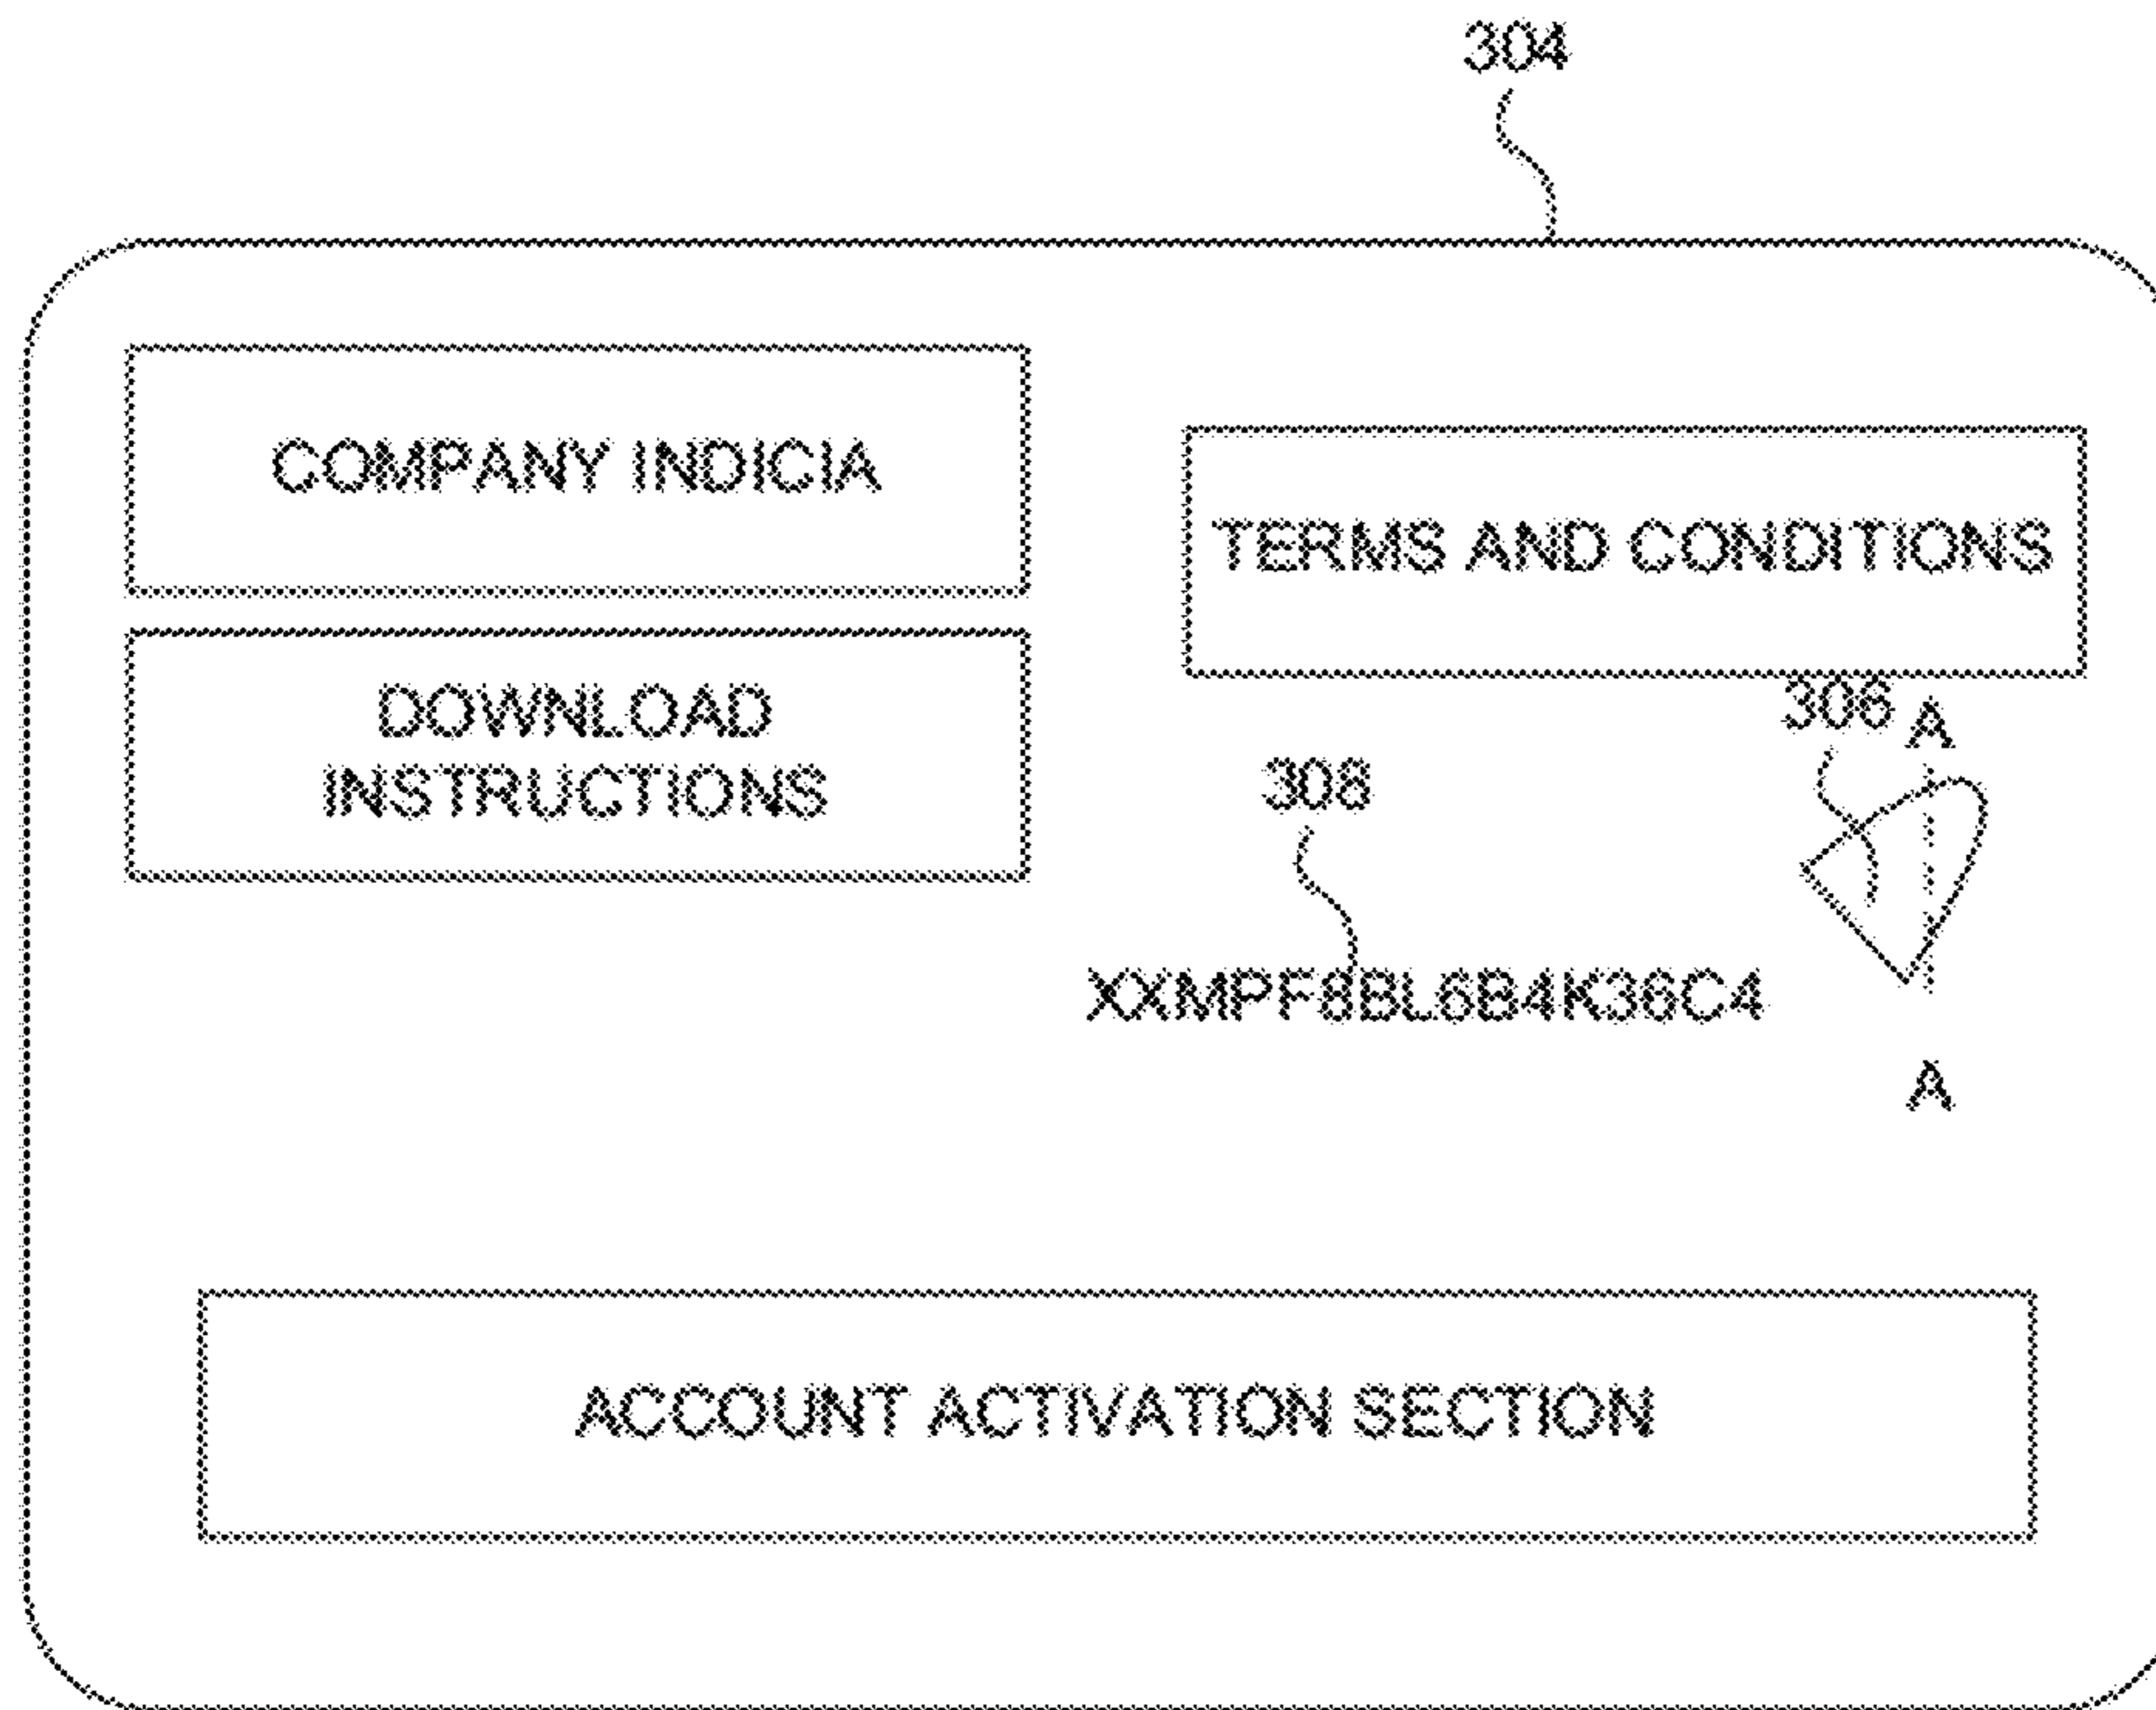 304
COMPANY INDICIA
TERMS AND CONDITIONS
DOWNLOAD
INSTRUCTIONS
306
A
308
XXMPF8BL6B4K36C4
A
ACCOUNT ACTIVATION SECTION